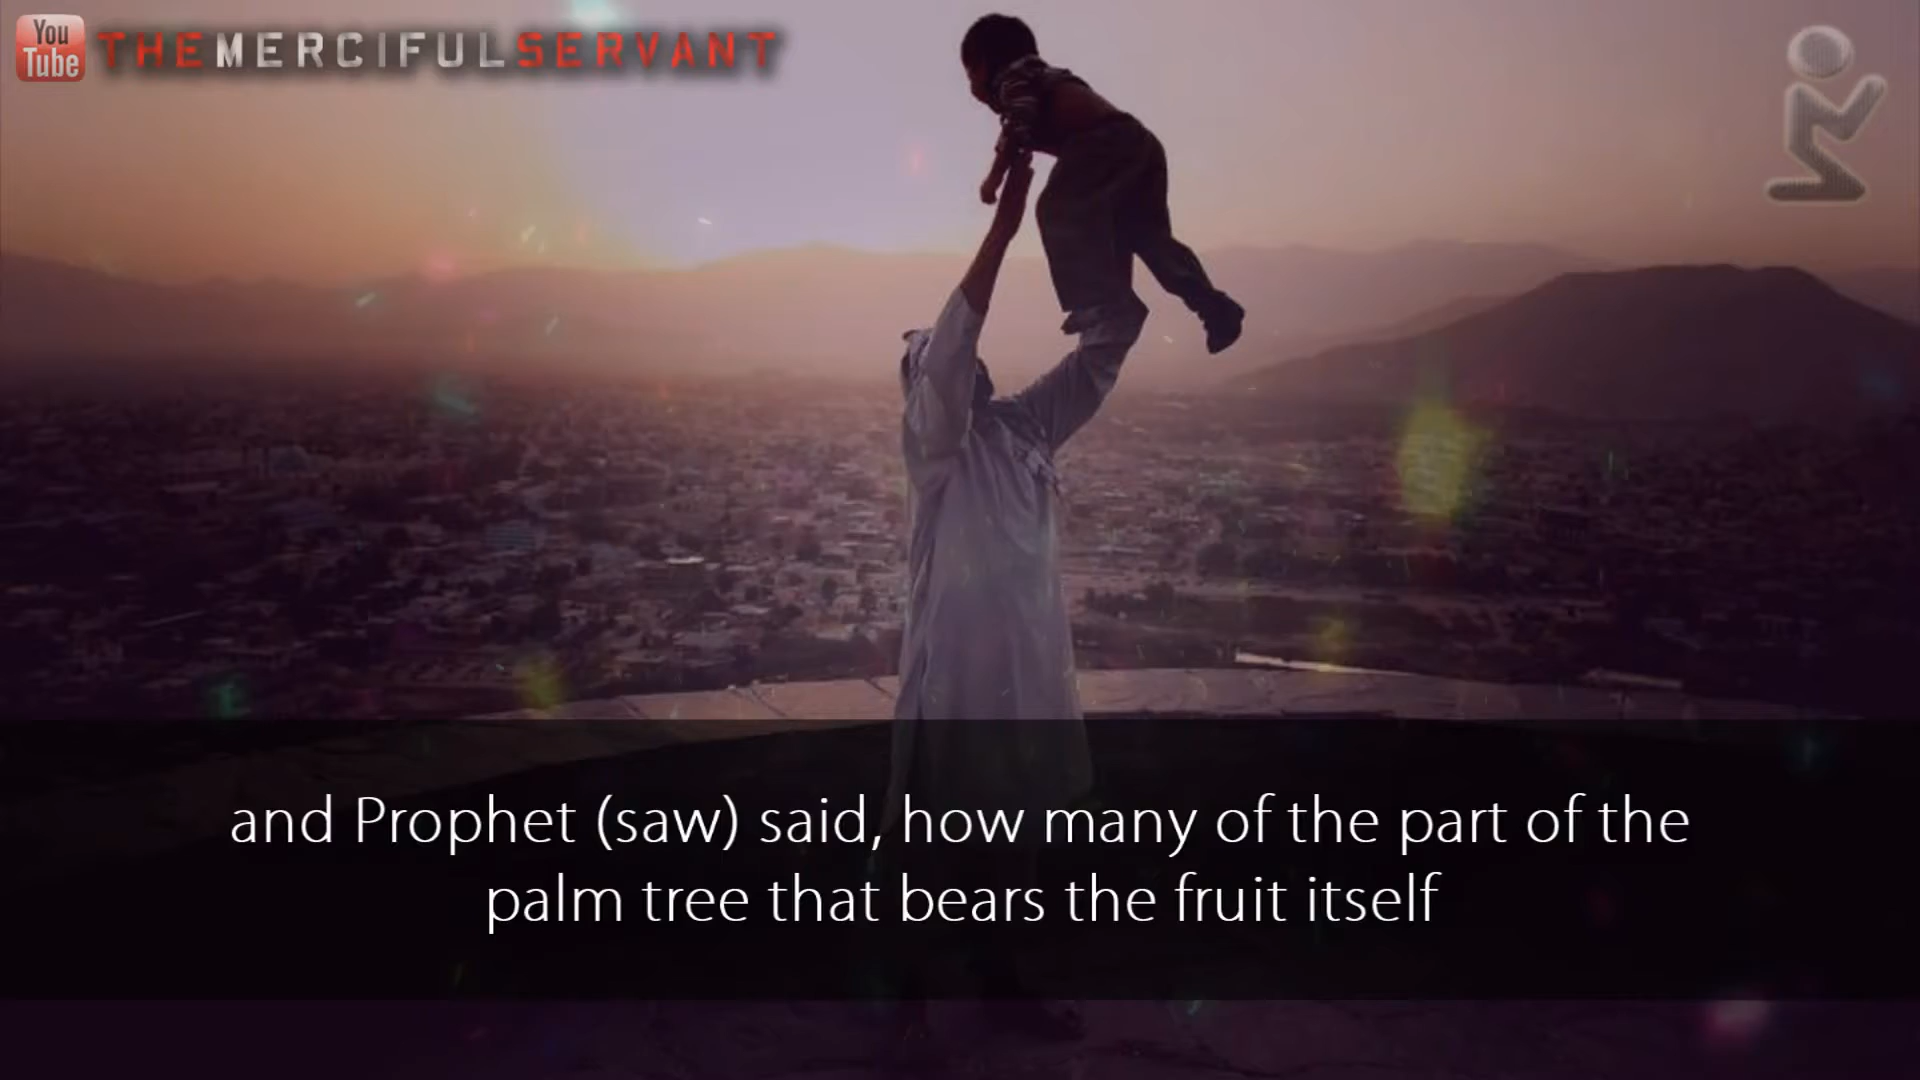 You
Tube
THEMERCIFULSERVANT
and Prophet (saw) said, how many of the part of the
palm tree that bears the fruit itself